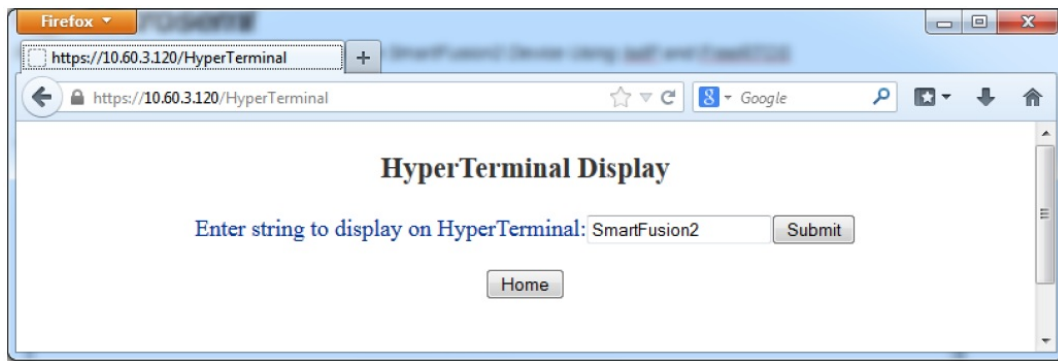 Firefox
https://10.60.3.120/HyperTerminal +
https://10.60.3.120/HyperTerminal Google
HyperTerminal Display
Enter string to display on HyperTerminal: SmartFusion2 Submit
Home